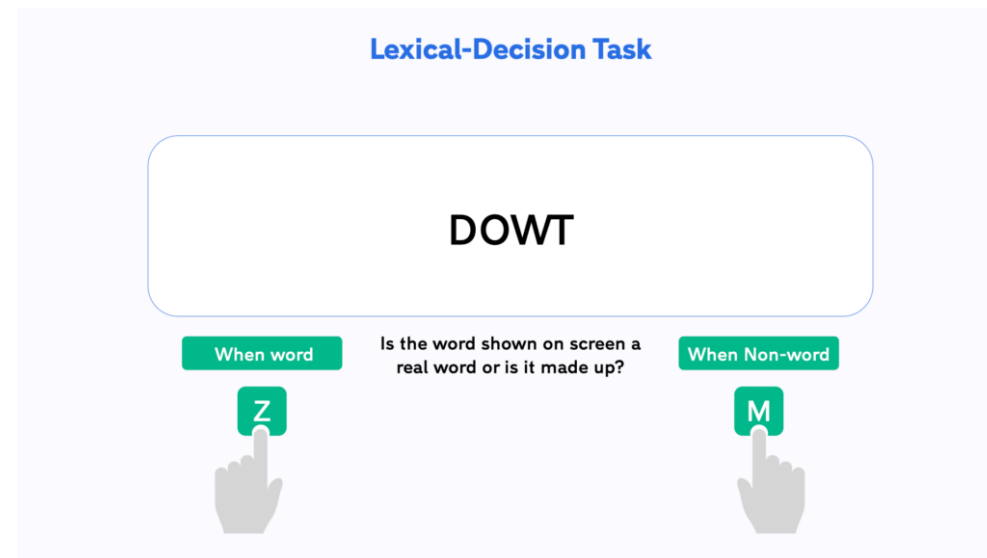 Lexical-Decision Task
DOWT
When word
Is the word shown on screen a
real word or is it made up?
When Non-word
Z
M